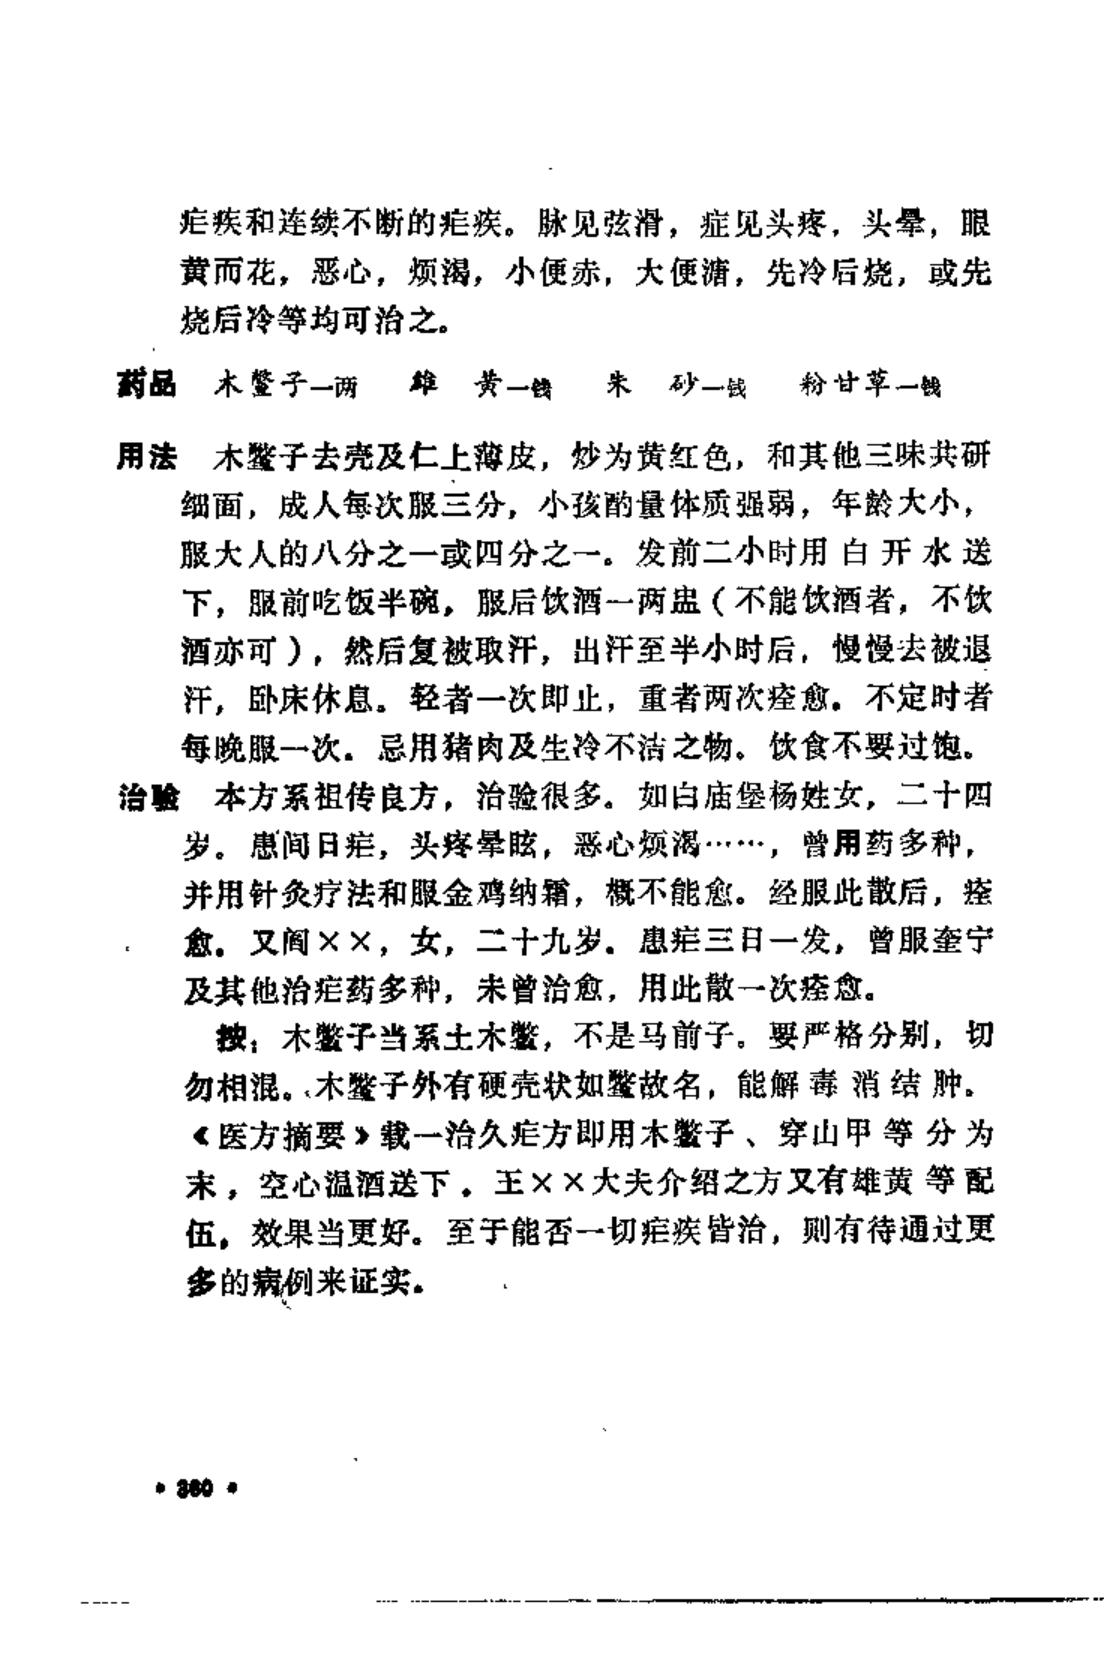 疟疾和连续不断的疟疾。脉见弦滑，症见头疼，头晕，眼
黄而花，恶心，烦渴，小便赤，大便溏，先冷后烧，或先
烧后冷等均可治之。
药品 木鳖子一两 雄 黄一钱 朱 砂一钱 粉甘草一钱
用法 木鳖子去壳及仁上薄皮，炒为黄红色，和其他三味共研
细面，成人每次服三分，小孩酌量体质强弱，年龄大小，
服大人的八分之一或四分之一。发前二小时用 白 开 水 送
下，服前吃饭半碗，服后饮酒一两盅（不能饮酒者，不饮
酒亦可），然后复被取汗，出汗至半小时后，慢慢去被退
汗，卧床休息。轻者一次即止，重者两次痊愈。不定时者
每晚服一次。忌用猪肉及生冷不洁之物。饮食不要过饱。
治验 本方系祖传良方，治验很多。如白庙堡杨姓女，二十四
岁。患间日疟，头疼晕眩，恶心烦渴……，曾用药多种，
并用针灸疗法和服金鸡纳霜，概不能愈。经服此散后，痊
愈。又阎××，女，二十九岁。患疟三日一发，曾服奎宁
及其他治疟药多种，未曾治愈，用此散一次痊愈。
按：木鳖子当系土木鳖，不是马前子。要严格分别，切
勿相混。木鳖子外有硬壳状如鳖故名，能解 毒 消 结 肿。
《医方摘要》载一治久疟方即用木鳖子、穿山甲 等 分 为
末，空心温酒送下。王××大夫介绍之方又有雄黄 等 配
伍，效果当更好。至于能否一切疟疾皆治，则有待通过更
多的病例来证实。
• 360 •